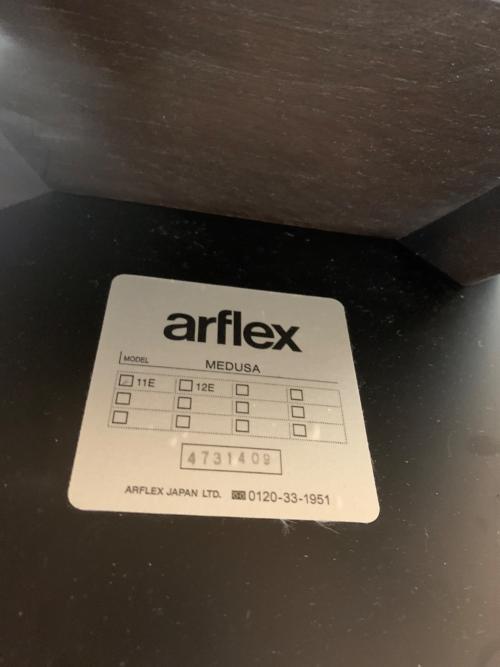 arflex
MODEL MEDUSA
11E 12E
4731409
ARFLEX JAPAN LTD. 0120-33-1951